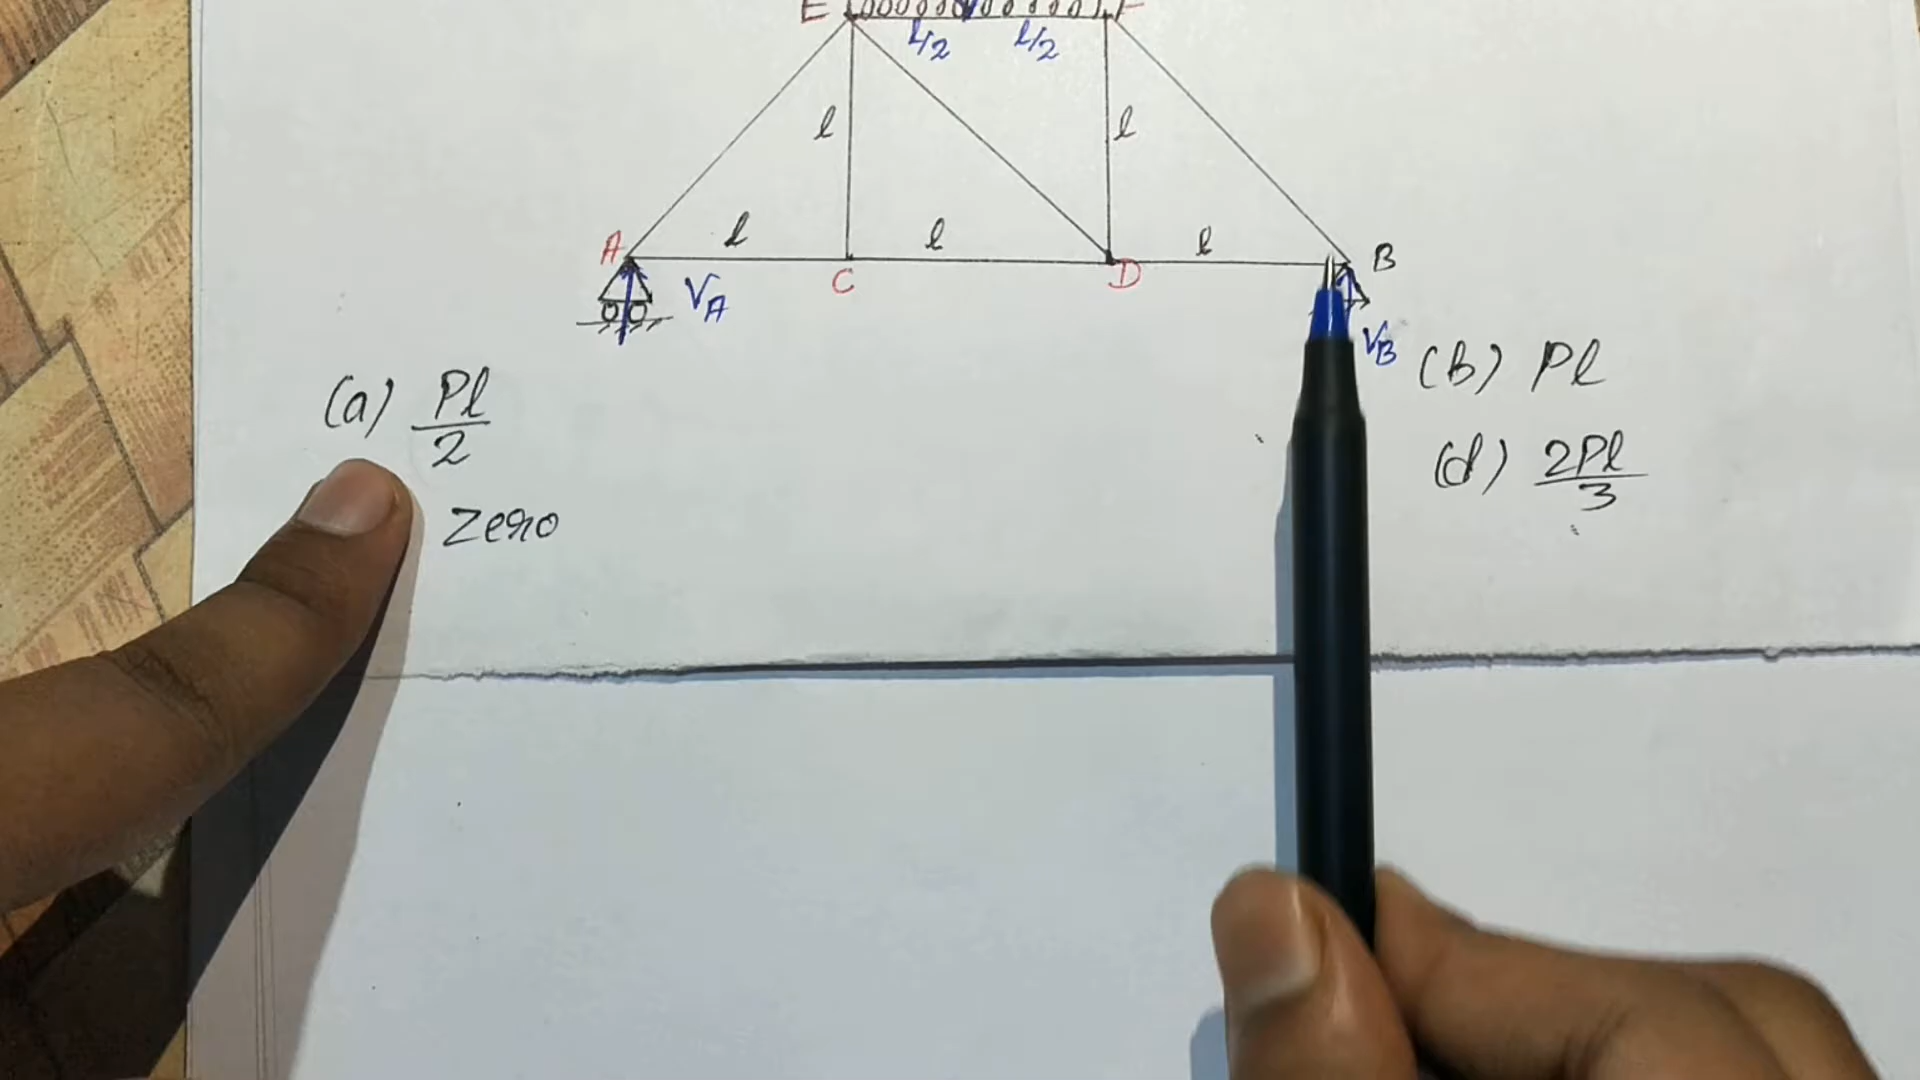 E F
l/2 l/2
l l
l l l
A B
C D
VA
VB
(a) Pl/2
(b) Pl
zero
(d) 2Pl/3